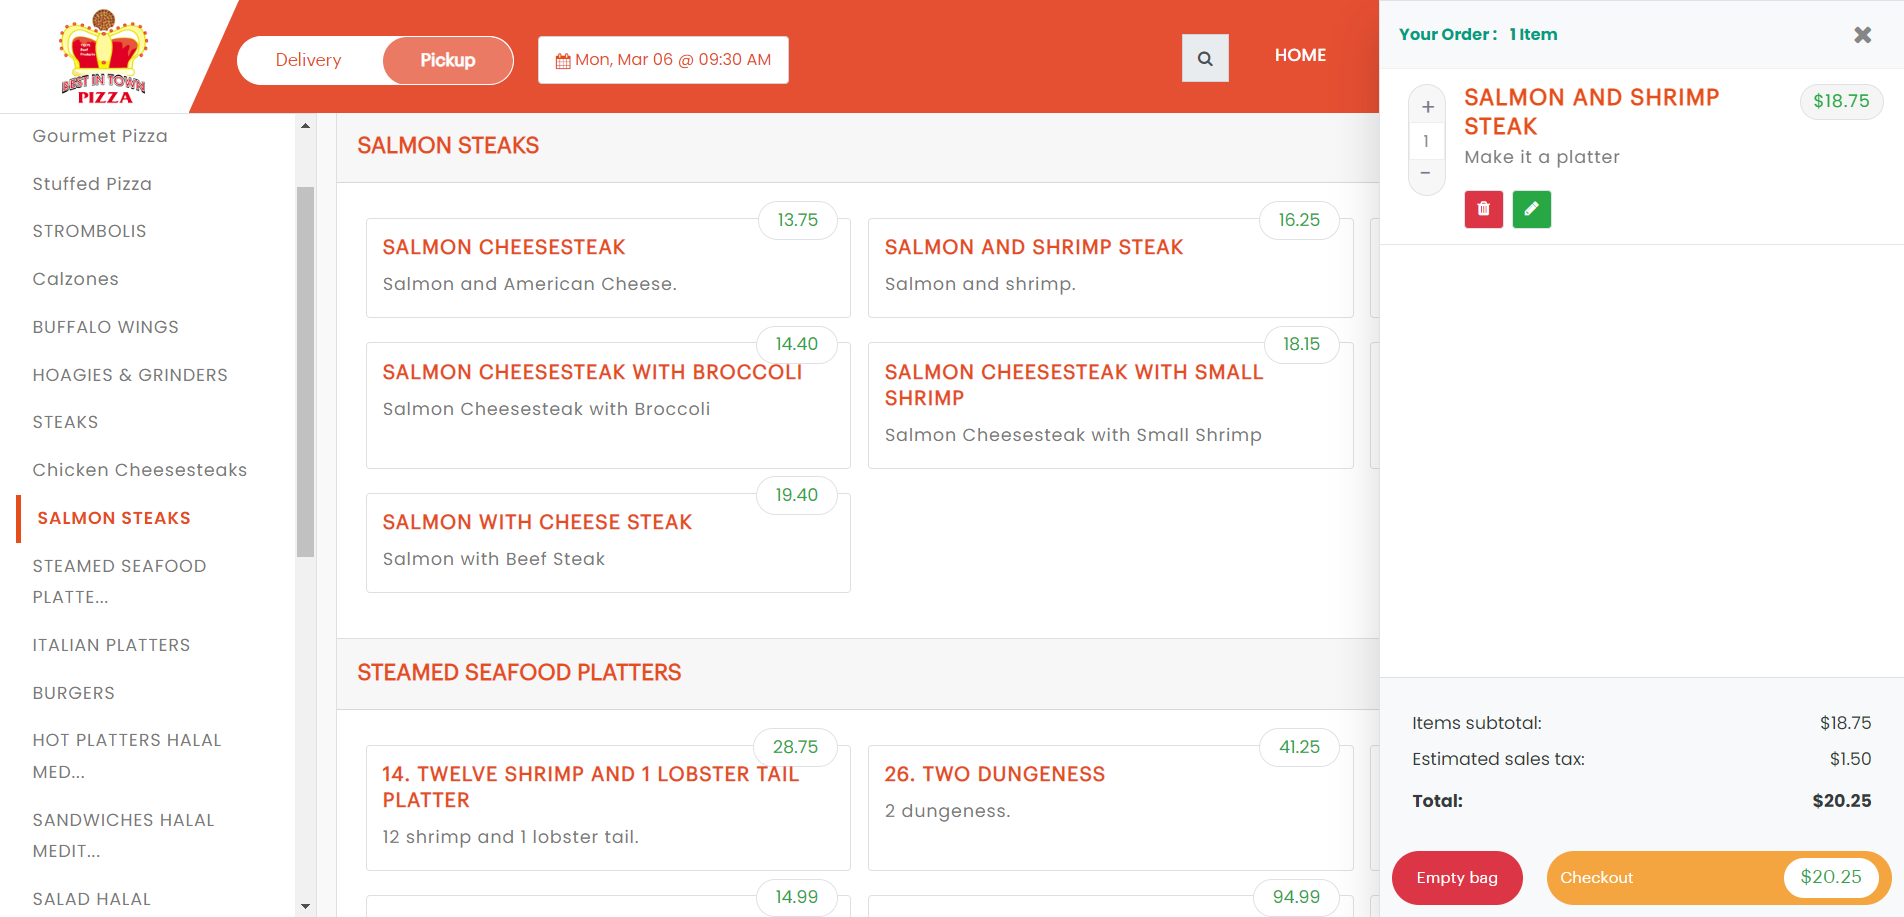 BEST IN TOWN
PIZZA
Delivery
Pickup
Mon, Mar 06 @ 09:30 AM
HOME
Gourmet Pizza
Stuffed Pizza
STROMBOLIS
Calzones
BUFFALO WINGS
HOAGIES & GRINDERS
STEAKS
Chicken Cheesesteaks
SALMON STEAKS
STEAMED SEAFOOD
PLATTE...
ITALIAN PLATTERS
BURGERS
HOT PLATTERS HALAL
MED...
SANDWICHES HALAL
MEDIT...
SALAD HALAL
SALMON STEAKS
13.75
SALMON CHEESESTEAK
Salmon and American Cheese.
16.25
SALMON AND SHRIMP STEAK
Salmon and shrimp.
14.40
SALMON CHEESESTEAK WITH BROCCOLI
Salmon Cheesesteak with Broccoli
18.15
SALMON CHEESESTEAK WITH SMALL
SHRIMP
Salmon Cheesesteak with Small Shrimp
19.40
SALMON WITH CHEESE STEAK
Salmon with Beef Steak
STEAMED SEAFOOD PLATTERS
28.75
14. TWELVE SHRIMP AND 1 LOBSTER TAIL
PLATTER
12 shrimp and 1 lobster tail.
41.25
26. TWO DUNGENESS
2 dungeness.
14.99
94.99
Your Order : 1 Item
+
1
-
SALMON AND SHRIMP
STEAK
Make it a platter
$18.75
Items subtotal: $18.75
Estimated sales tax: $1.50
Total: $20.25
Empty bag
Checkout $20.25